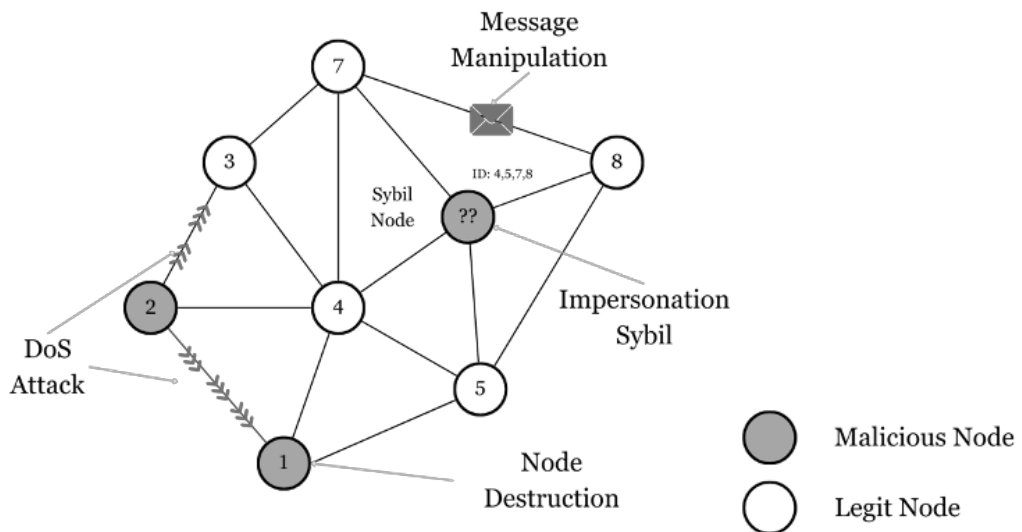 Message
Manipulation
7
3
8
ID: 4,5,7,8
Sybil
Node
??
2
4
Impersonation
Sybil
DoS
Attack
5
1
Node
Destruction
Malicious Node
Legit Node